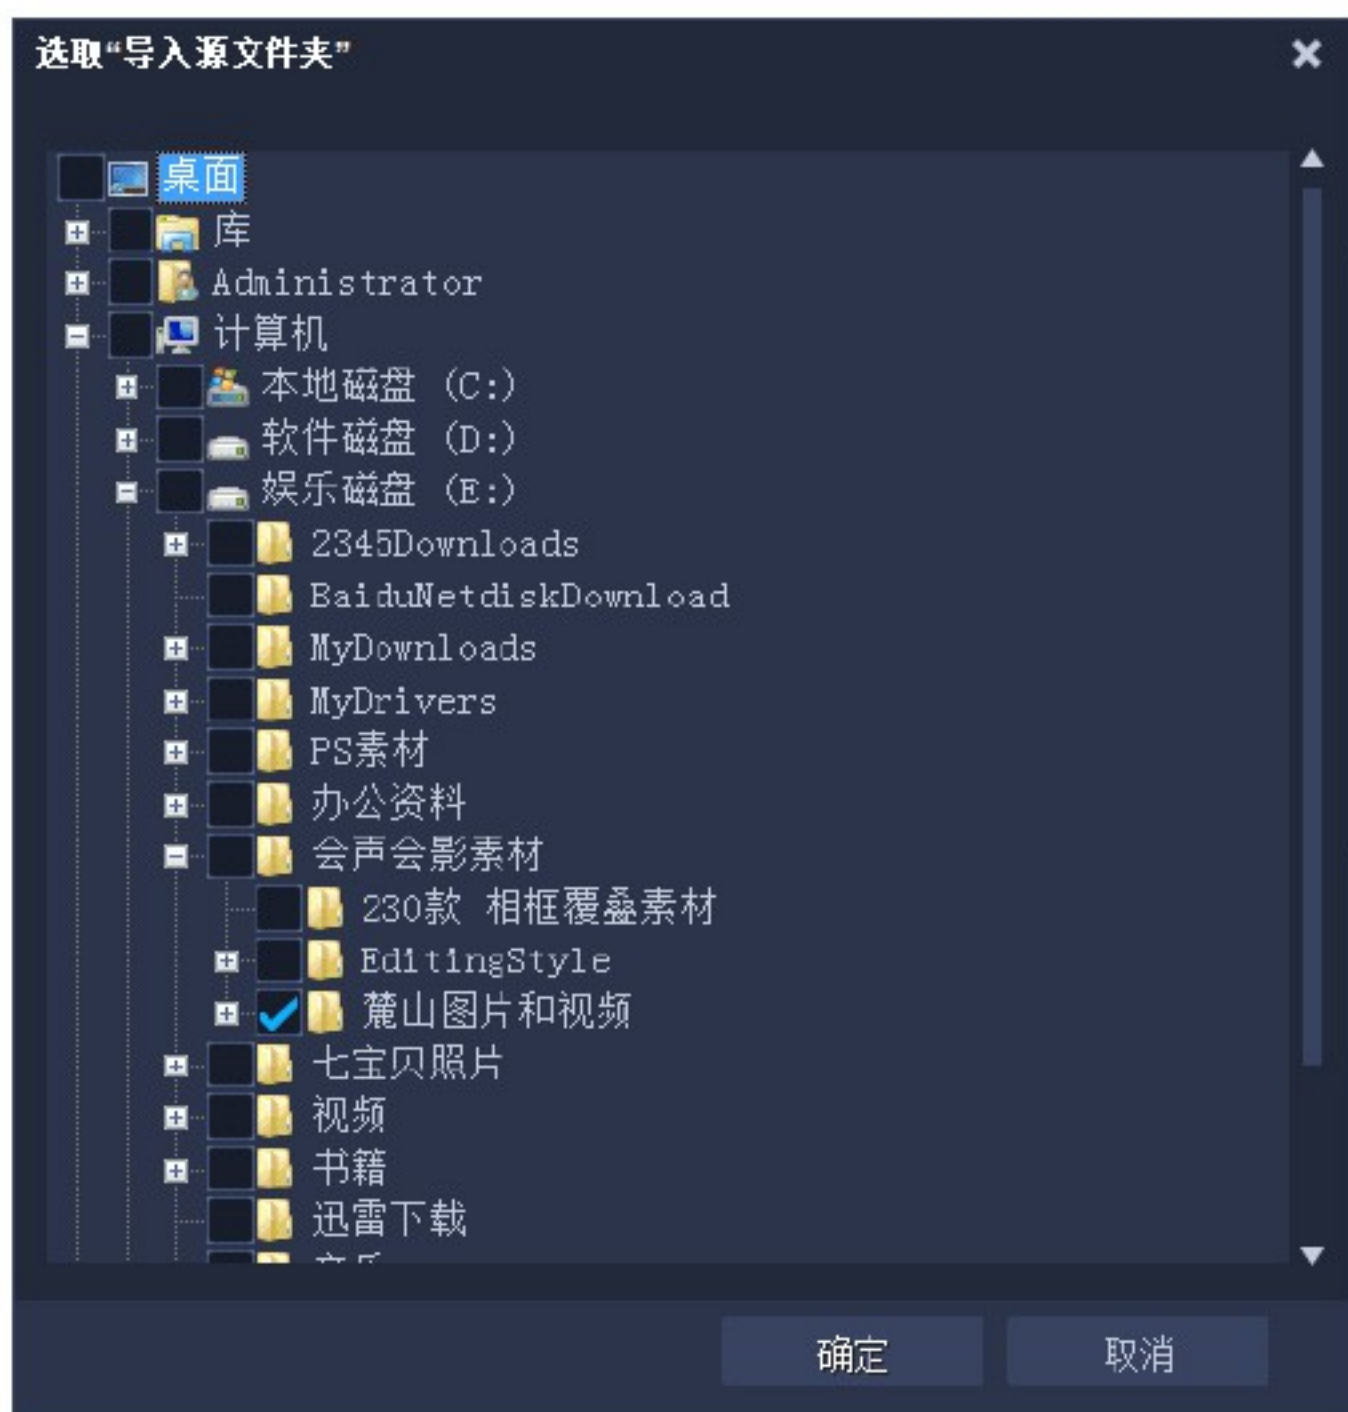 选取“导入源文件夹”
桌面
库
Administrator
计算机
本地磁盘 (C:)
软件磁盘 (D:)
娱乐磁盘 (E:)
2345Downloads
BaiduNetdiskDownload
MyDownloads
MyDrivers
PS素材
办公资料
会声会影素材
230款 相框覆叠素材
EditingStyle
麓山图片和视频
七宝贝照片
视频
书籍
迅雷下载
确定 取消